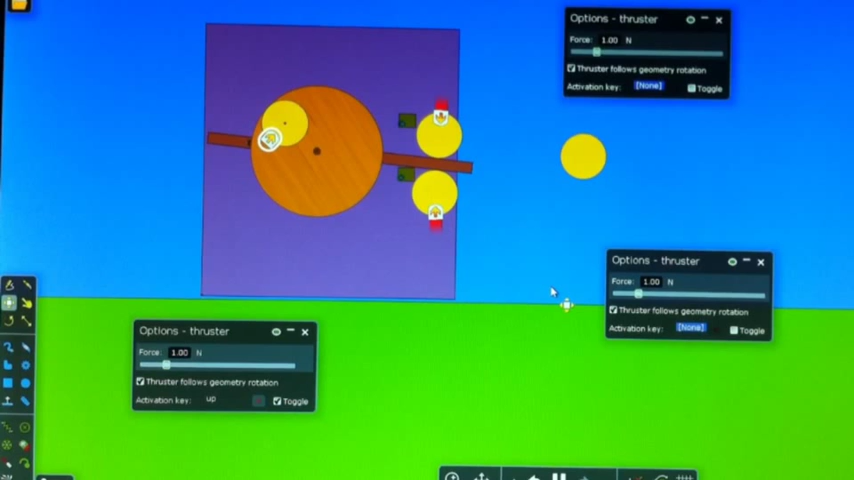 Options - thruster
Force: 1.00 N
Thruster follows geometry rotation
Activation key: [None] Toggle
Options - thruster
Force: 1.00 N
Thruster follows geometry rotation
Activation key: [None] Toggle
Options - thruster
Force: 1.00 N
Thruster follows geometry rotation
Activation key: up Toggle